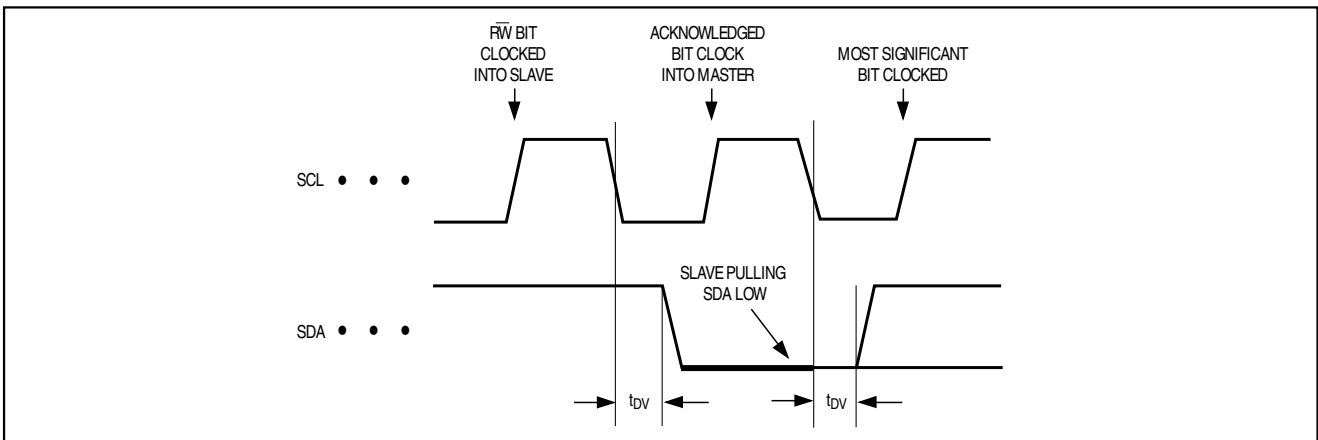 RW̅ BIT
CLOCKED
INTO SLAVE
ACKNOWLEDGED
BIT CLOCK
INTO MASTER
MOST SIGNIFICANT
BIT CLOCKED
SCL • • •
SLAVE PULLING
SDA LOW
SDA • • •
tDV
tDV